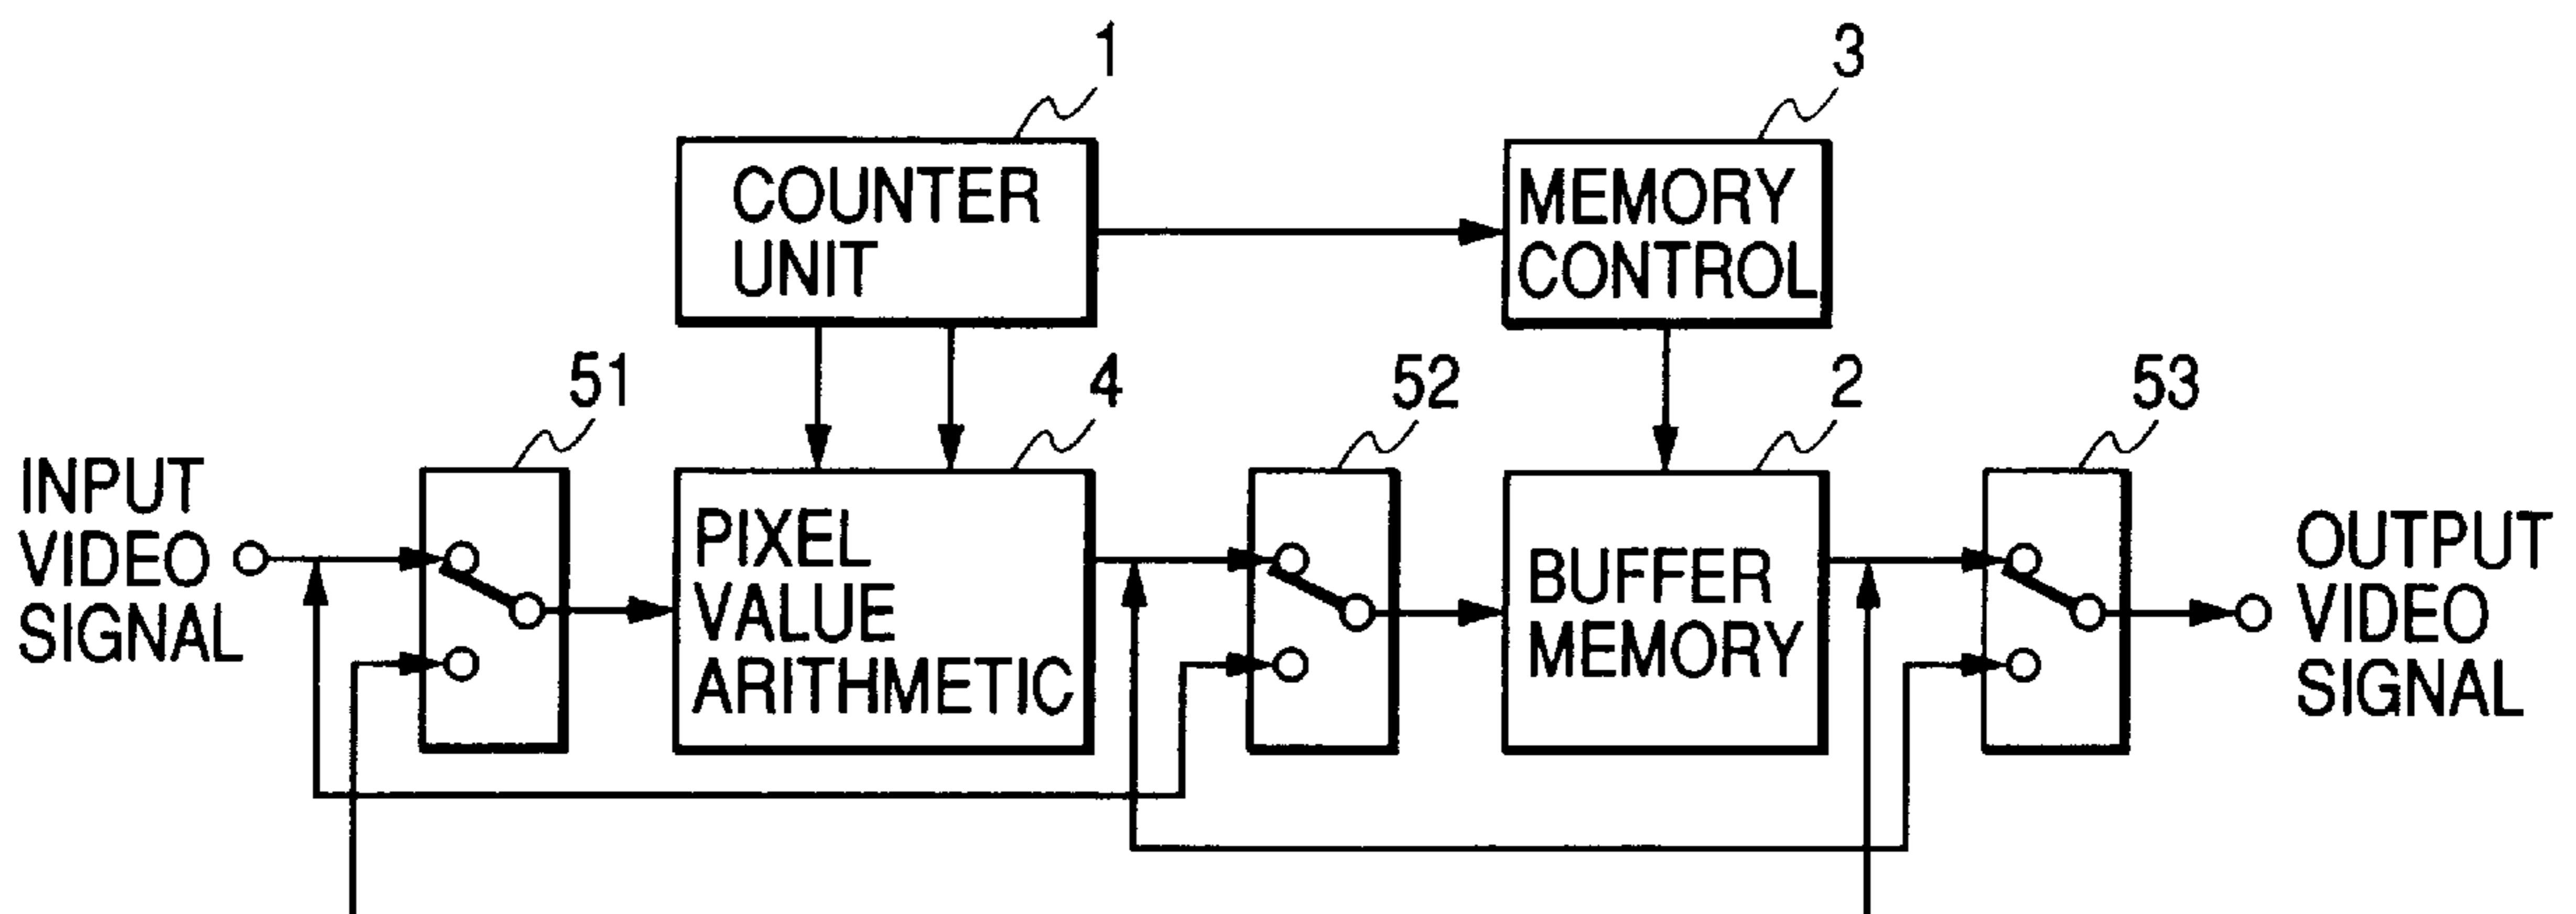 1
3
COUNTER
UNIT
MEMORY
CONTROL
51
4
52
2
53
INPUT
VIDEO
SIGNAL
PIXEL
VALUE
ARITHMETIC
BUFFER
MEMORY
OUTPUT
VIDEO
SIGNAL